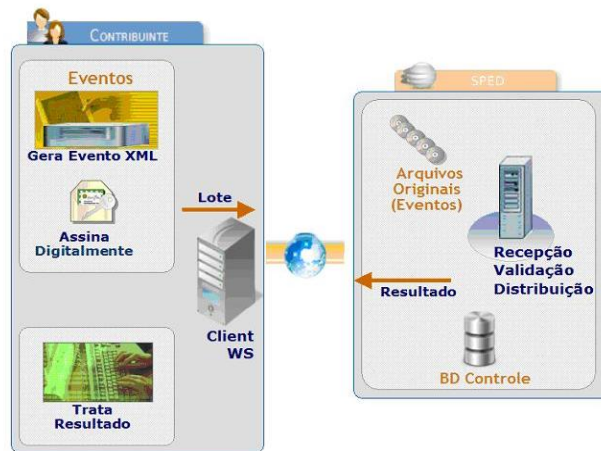 CONTRIBUINTE
Eventos
Gera Evento XML
Assina
Digitalmente
Lote
Client
WS
Trata
Resultado
SPED
Arquivos
Originais
(Eventos)
Recepção
Validação
Distribuição
Resultado
BD Controle